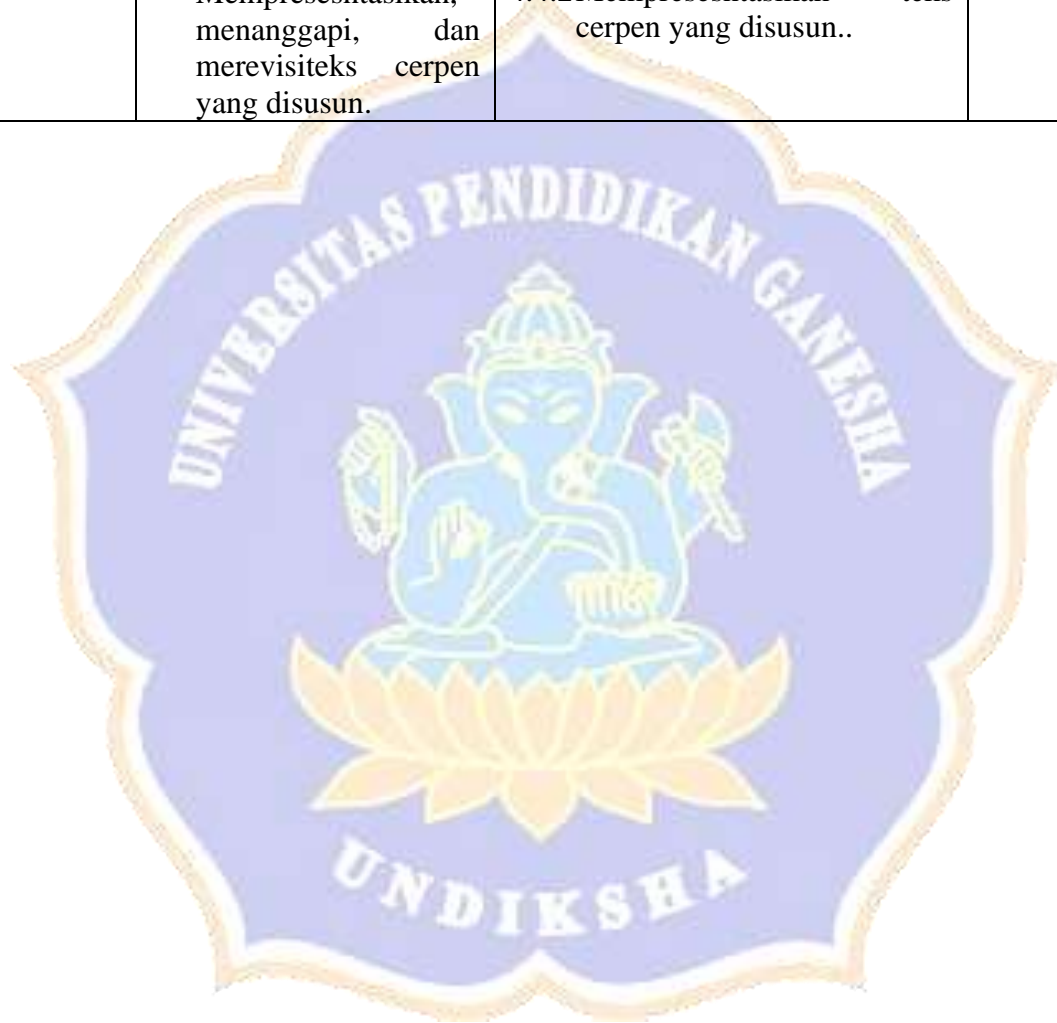 menanggapi, dan
merevisiteks cerpen
yang disusun.
cerpen yang disusun..
UNIVERSITAS PENDIDIKAN GANESHA
UNDIKSHA